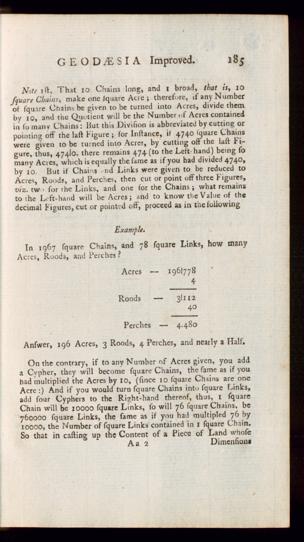 GEODÆSIA Improved. 185
Note 1ſt, That 10 Chains long, and 1 broad, that is, 10
ſquare Chains, make one ſquare Acre; therefore, if any Number
of ſquare Chains be given to be turned into Acres, divide them
by 10, and the Quotient will be the Number of Acres contained
in ſo many Chains: But this Diviſion is abbreviated by cutting or
pointing off the laſt Figure; for Inſtance, if 4740 ſquare Chains
were given to be turned into Acres, by cutting off the laſt Fi-
gure, thus, 474|0, there remains 474 (to the Left-hand) being ſo
many Acres, which is equally the ſame as if you had divided 4740,
by 10. But if Chains and Links were given to be reduced to
Acres, Roods, and Perches, then cut or point off three Figures,
viz. two for the Links, and one for the Chains; what remains
to the Left-hand will be Acres; and to know the Value of the
decimal Figures, cut or pointed off, proceed as in the following
Example.
In 1967 ſquare Chains, and 78 ſquare Links, how many
Acres, Roods, and Perches?
Acres — 196|778
4
Roods — 3|112
40
Perches — 4.480
Anſwer, 196 Acres, 3 Roods, 4 Perches, and nearly a Half.
On the contrary, if to any Number of Acres given, you add
a Cypher, they will become ſquare Chains, the ſame as if you
had multiplied the Acres by 10, (ſince 10 ſquare Chains are one
Acre:) And if you would turn ſquare Chains into ſquare Links,
add four Cyphers to the Right-hand thereof, thus, 1 ſquare
Chain will be 10000 ſquare Links, ſo will 76 ſquare Chains, be
760000 ſquare Links, the ſame as if you had multipled 76 by
10000, the Number of ſquare Links contained in 1 ſquare Chain.
So that in caſting up the Content of a Piece of Land whoſe
A a 2 Dimenſions